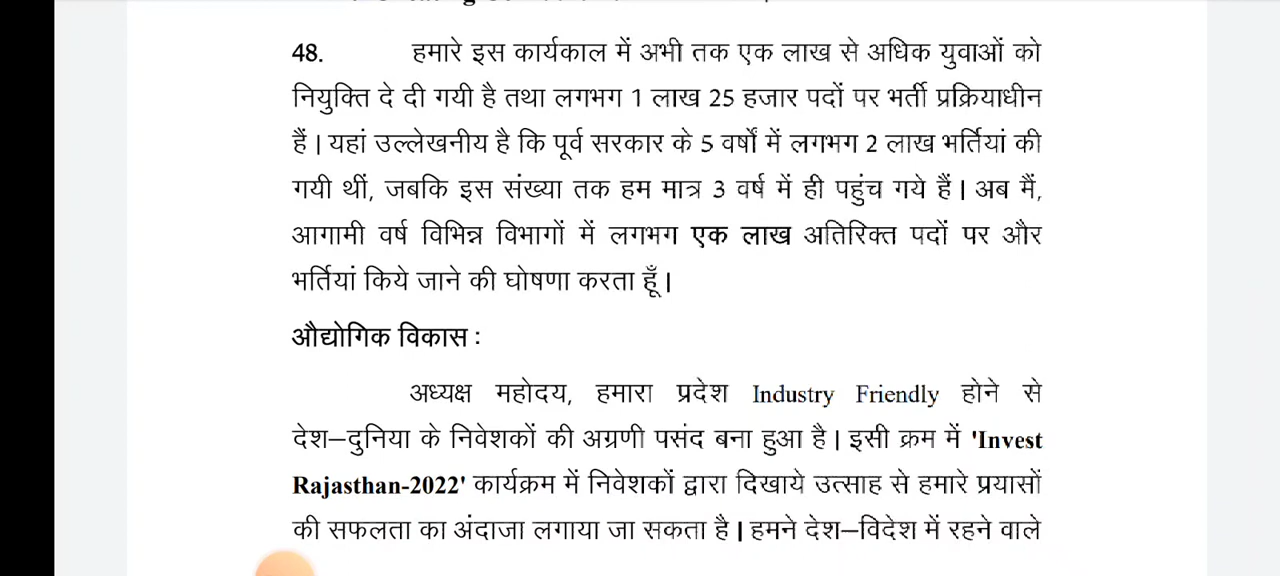 48. हमारे इस कार्यकाल में अभी तक एक लाख से अधिक युवाओं को
नियुक्ति दे दी गयी है तथा लगभग 1 लाख 25 हजार पदों पर भर्ती प्रक्रियाधीन
हैं। यहां उल्लेखनीय है कि पूर्व सरकार के 5 वर्षों में लगभग 2 लाख भर्तियां की
गयी थीं, जबकि इस संख्या तक हम मात्र 3 वर्ष में ही पहुंच गये हैं। अब मैं,
आगामी वर्ष विभिन्न विभागों में लगभग एक लाख अतिरिक्त पदों पर और
भर्तियां किये जाने की घोषणा करता हूँ।
औद्योगिक विकास :
अध्यक्ष महोदय, हमारा प्रदेश Industry Friendly होने से
देश–दुनिया के निवेशकों की अग्रणी पसंद बना हुआ है। इसी क्रम में 'Invest
Rajasthan-2022' कार्यक्रम में निवेशकों द्वारा दिखाये उत्साह से हमारे प्रयासों
की सफलता का अंदाजा लगाया जा सकता है। हमने देश–विदेश में रहने वाले